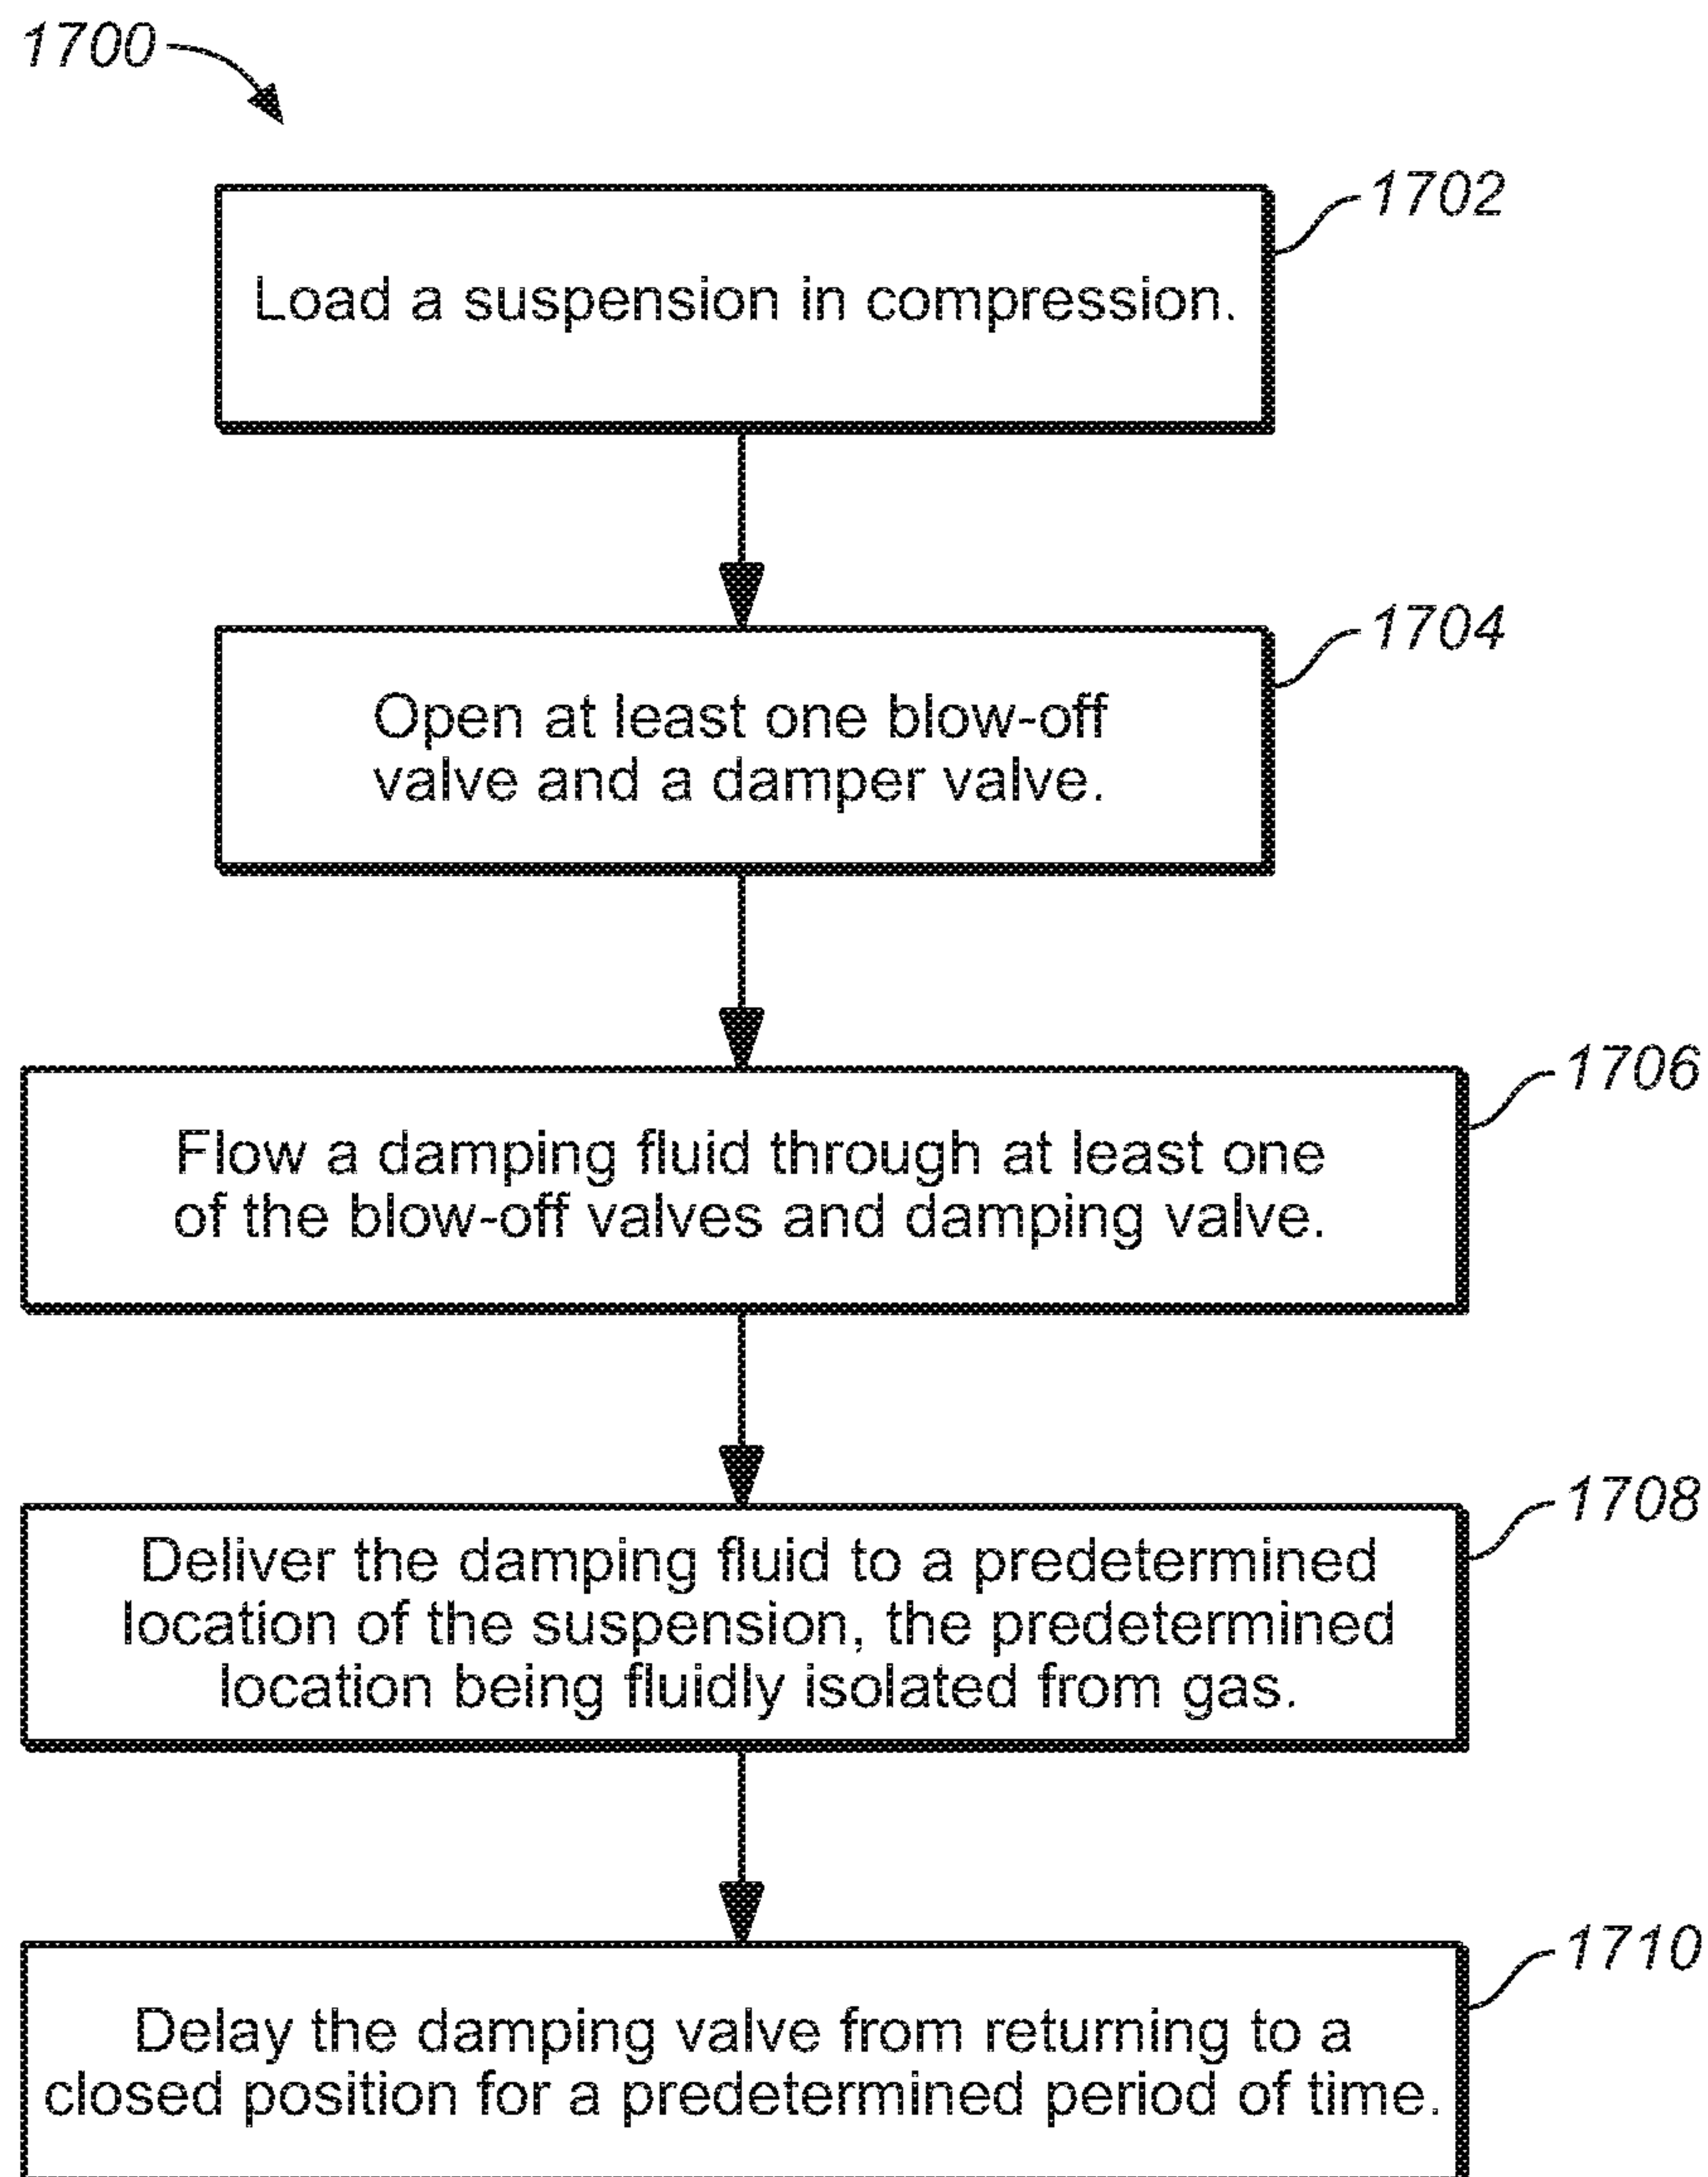 1700
1702
Load a suspension in compression.
1704
Open at least one blow-off
valve and a damper valve.
1706
Flow a damping fluid through at least one
of the blow-off valves and damping valve.
1708
Deliver the damping fluid to a predetermined
location of the suspension, the predetermined
location being fluidly isolated from gas.
1710
Delay the damping valve from returning to a
closed position for a predetermined period of time.